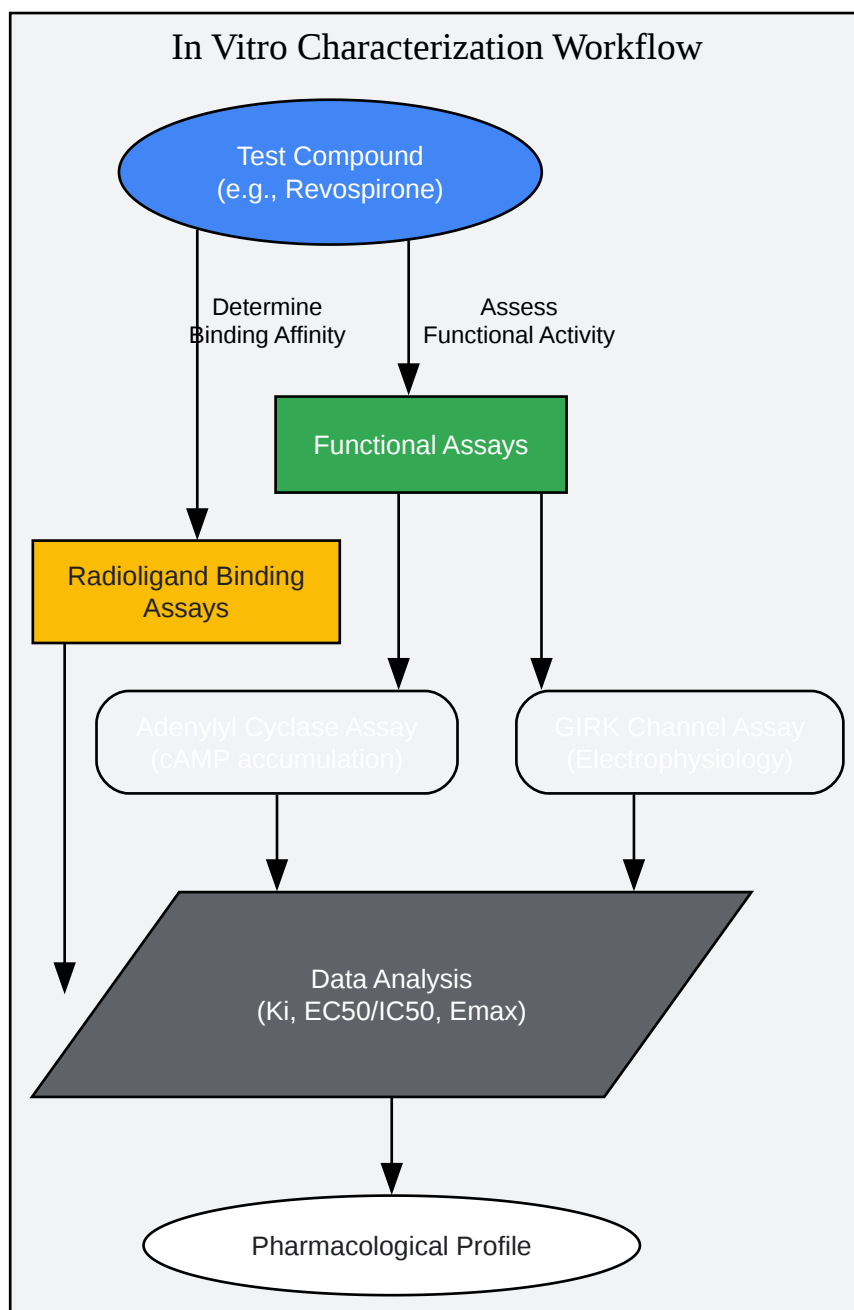 In Vitro Characterization Workflow
Test Compound
(e.g., Revospirone)
Determine
Binding Affinity
Assess
Functional Activity
Functional Assays
Radioligand Binding
Assays
Adenylyl Cyclase Assay
(cAMP accumulation)
GIRK Channel Assay
(Electrophysiology)
Data Analysis
(Ki, EC50/IC50, Emax)
Pharmacological Profile